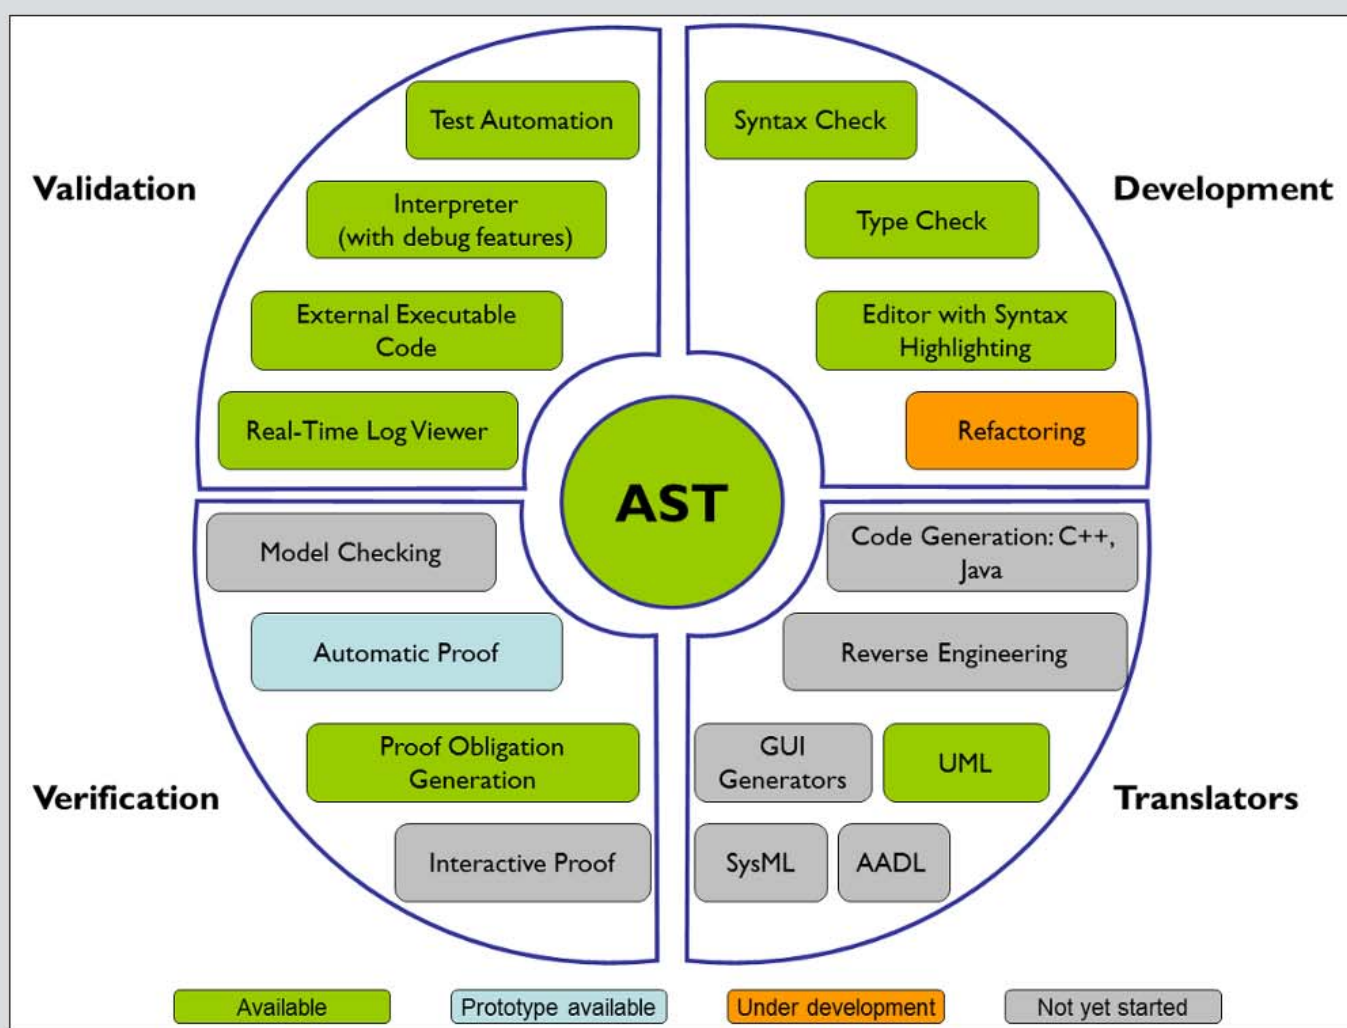 Validation
Test Automation
Interpreter
(with debug features)
External Executable
Code
Real-Time Log Viewer
Development
Syntax Check
Type Check
Editor with Syntax
Highlighting
Refactoring
AST
Verification
Model Checking
Automatic Proof
Proof Obligation
Generation
Interactive Proof
Translators
Code Generation: C++,
Java
Reverse Engineering
GUI
Generators
UML
SysML
AADL
Available
Prototype available
Under development
Not yet started